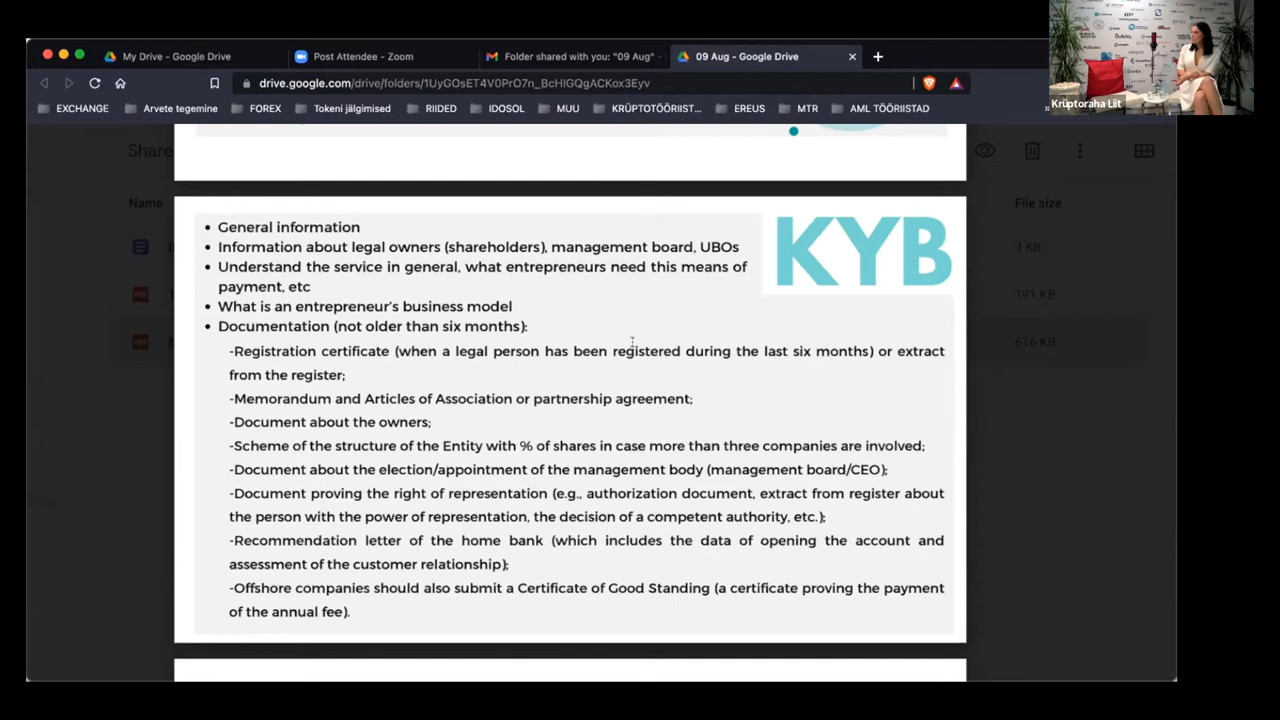 My Drive - Google Drive
Post Attendee - Zoom
Folder shared with you: "09 Aug" -
09 Aug - Google Drive
EXCHANGE
Arvete tegemine
FOREX
Tokeni jälgimised
RIIDED
IDOSOL
MUU
KRÜPTOTÖÖRIIST...
EREUS
MTR
AML TÖÖRIISTAD
Krüptoraha Liit
Share
Name
File size
1 KB
191 KB
616 KB
KYB
• General information
• Information about legal owners (shareholders), management board, UBOs
• Understand the service in general, what entrepreneurs need this means of
payment, etc
• What is an entrepreneur's business model
• Documentation (not older than six months):
-Registration certificate (when a legal person has been registered during the last six months) or extract
from the register;
-Memorandum and Articles of Association or partnership agreement;
-Document about the owners;
-Scheme of the structure of the Entity with % of shares in case more than three companies are involved;
-Document about the election/appointment of the management body (management board/CEO);
-Document proving the right of representation (e.g., authorization document, extract from register about
the person with the power of representation, the decision of a competent authority, etc.);
-Recommendation letter of the home bank (which includes the data of opening the account and
assessment of the customer relationship);
-Offshore companies should also submit a Certificate of Good Standing (a certificate proving the payment
of the annual fee).